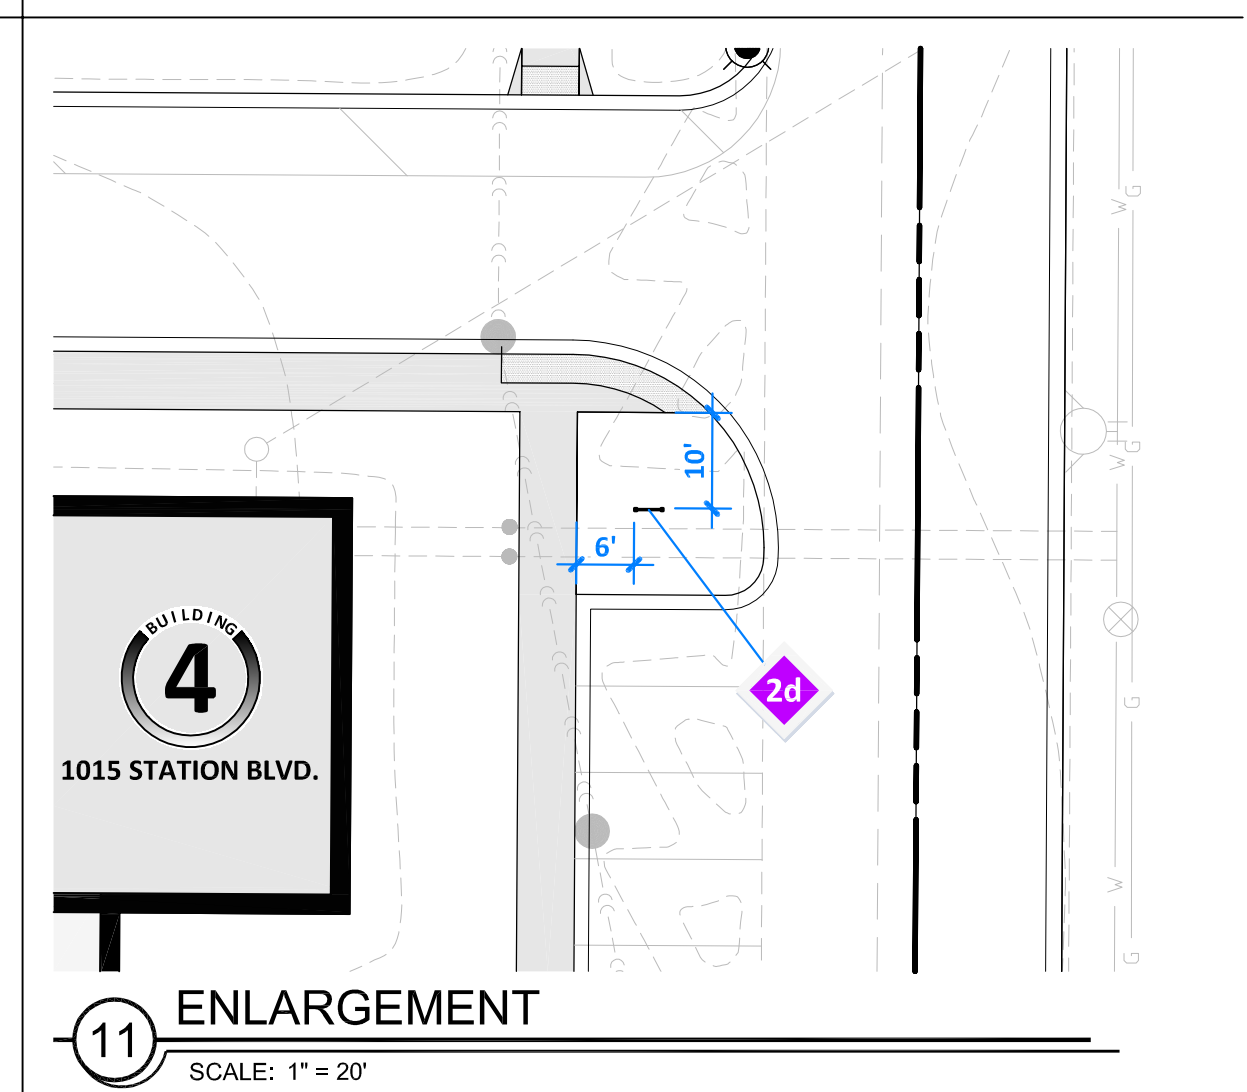 W
G
10'
W
G
6'
BUILDING
4
2d
G
1015 STATION BLVD.
W
G
11
ENLARGEMENT
SCALE: 1" = 20'